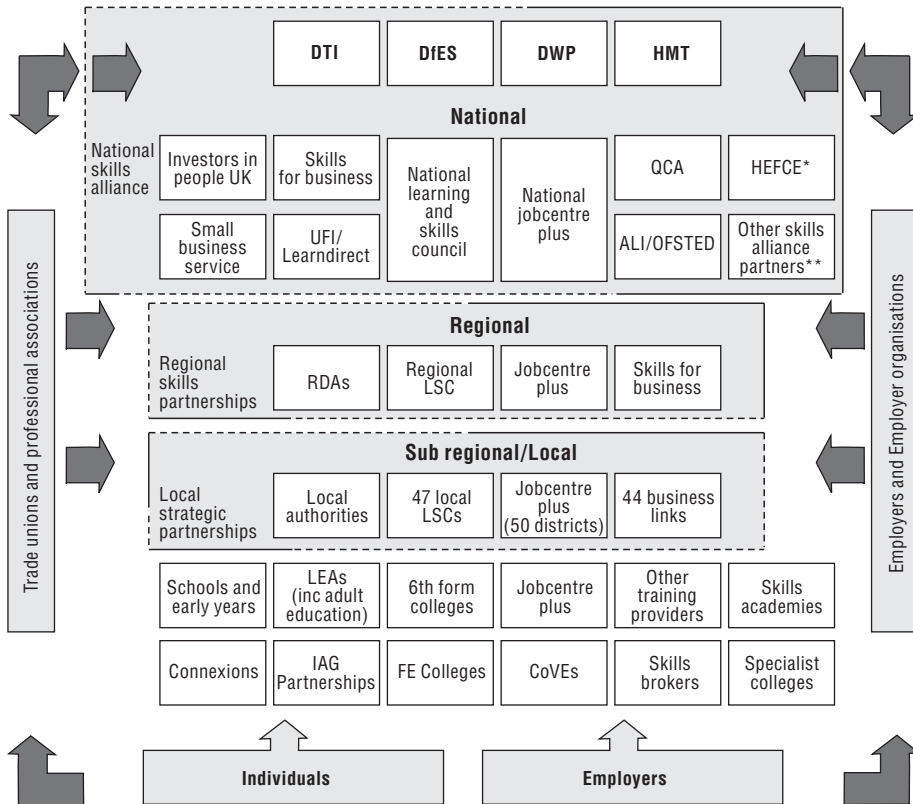 DTI
DfES
DWP
HMT
National
National
skills
alliance
Investors in
people UK
Skills
for business
National
learning
and
skills
council
National
jobcentre
plus
QCA
HEFCE*
Small
business
service
UFI/
Learndirect
ALI/OFSTED
Other skills
alliance
partners**
Trade unions and professional associations
Employers and Employer organisations
Regional
Regional
skills
partnerships
RDAs
Regional
LSC
Jobcentre
plus
Skills for
business
Sub regional/Local
Local
strategic
partnerships
Local
authorities
47 local
LSCs
Jobcentre
plus
(50 districts)
44 business
links
Schools and
early years
LEAs
(inc adult
education)
6th form
colleges
Jobcentre
plus
Other
training
providers
Skills
academies
Connexions
IAG
Partnerships
FE Colleges
CoVEs
Skills
brokers
Specialist
colleges
Individuals
Employers